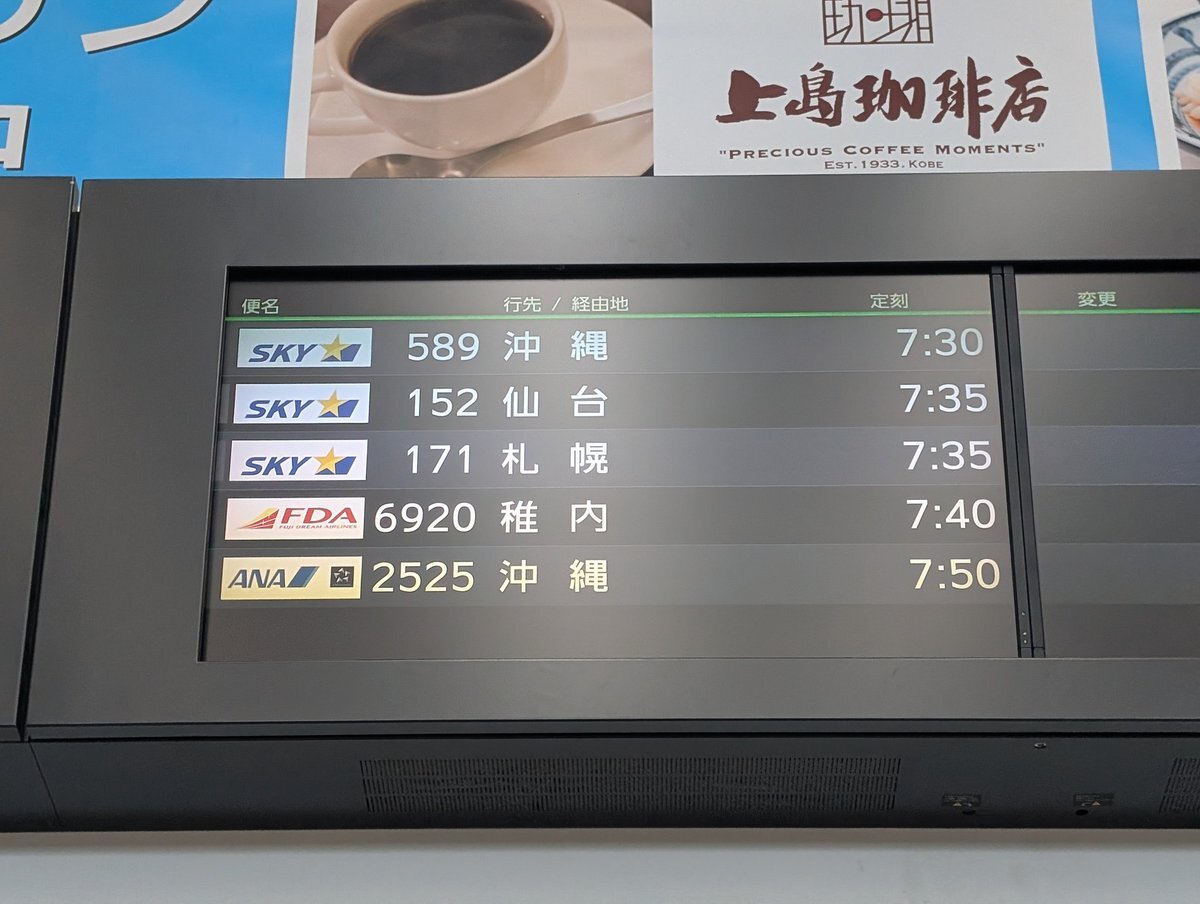 珈琲
上島珈琲店
"PRECIOUS COFFEE MOMENTS"
EST. 1933. KOBE
便名 行先 / 経由地 定刻 変更
SKY 589 沖縄 7:30
SKY 152 仙台 7:35
SKY 171 札幌 7:35
FDA FUJI DREAM AIRLINES 6920 稚内 7:40
ANA 2525 沖縄 7:50